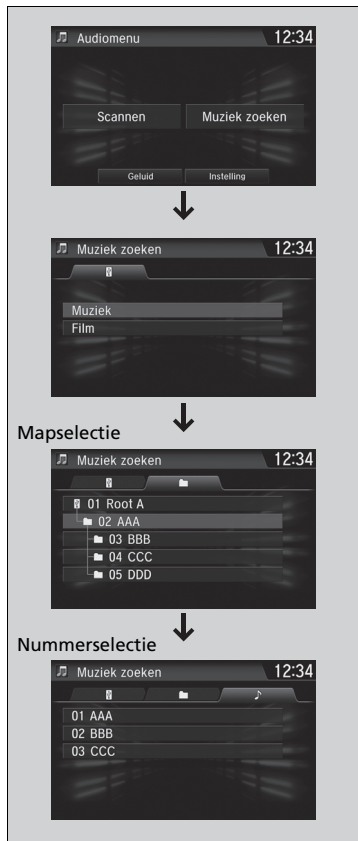 Audiomenu 12:34
Scannen Muziek zoeken
Geluid Instelling
Muziek zoeken 12:34
Muziek
Film
Mapselectie
Muziek zoeken 12:34
01 Root A
02 AAA
03 BBB
04 CCC
05 DDD
Nummerselectie
Muziek zoeken 12:34
01 AAA
02 BBB
03 CCC